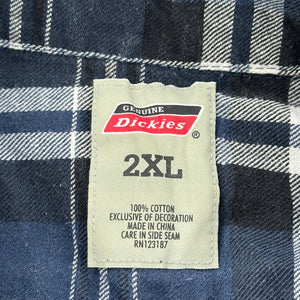 GENUINE
Dickies®
2XL
100% COTTON
EXCLUSIVE OF DECORATION
MADE IN CHINA
CARE IN SIDE SEAM
RN123187